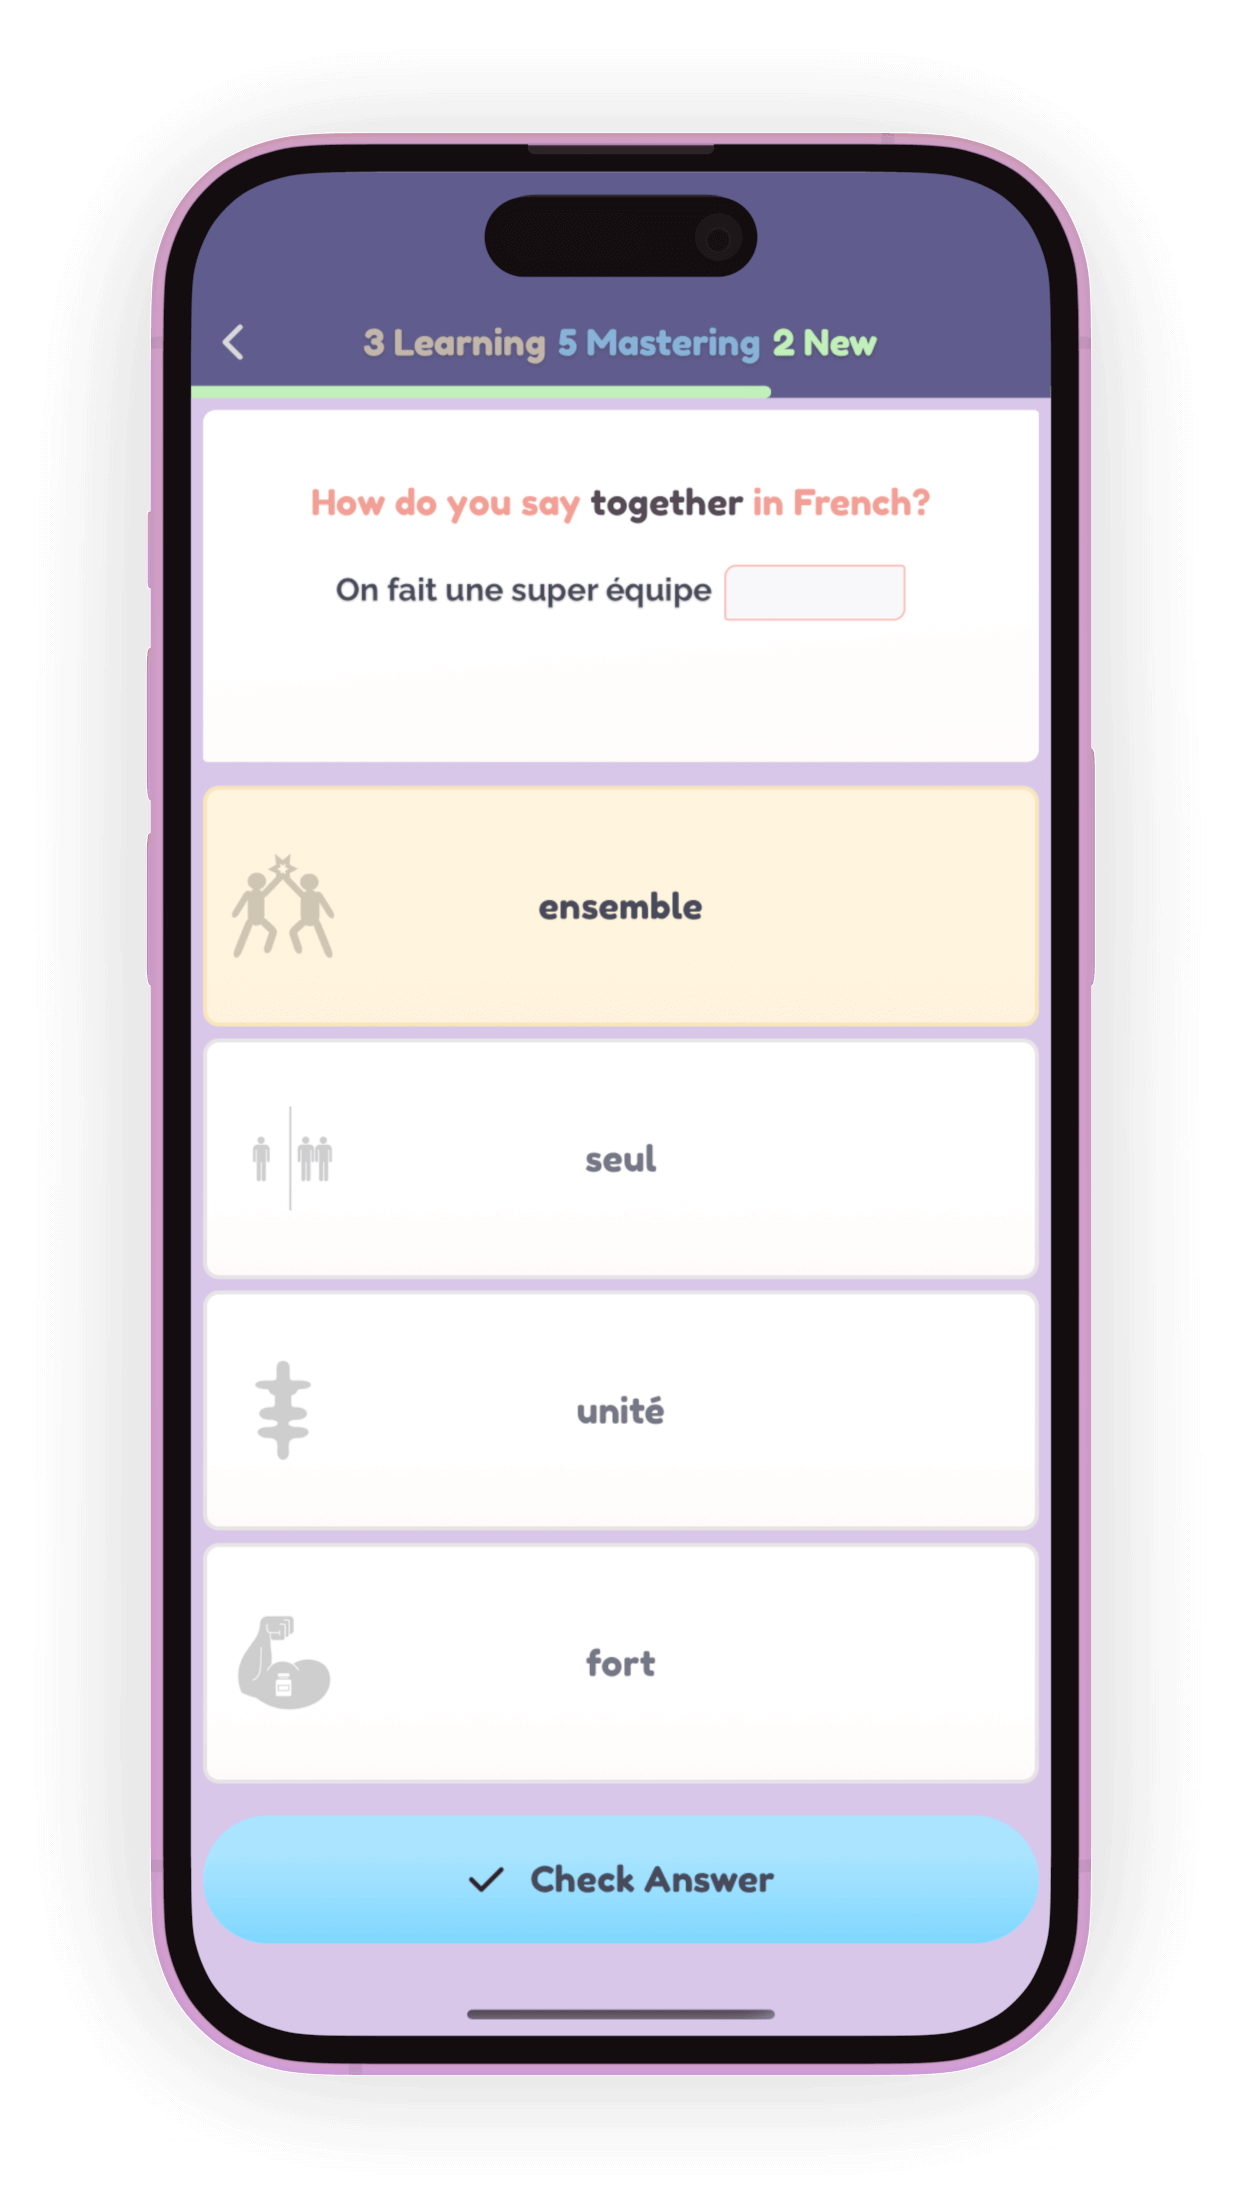 3 Learning 5 Mastering 2 New
How do you say together in French?
On fait une super équipe
ensemble
seul
unité
fort
Check Answer